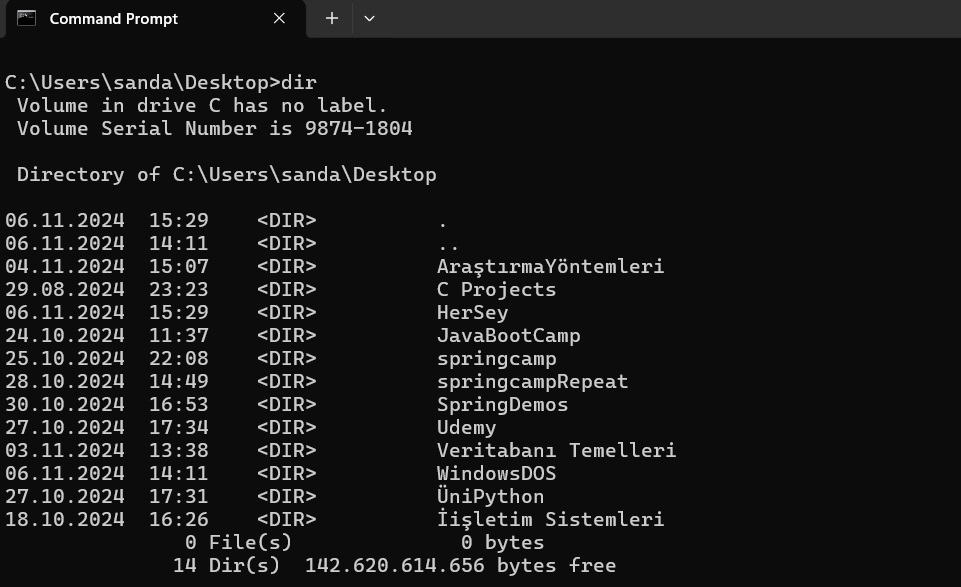 Command Prompt
C:\Users\sanda\Desktop>dir
 Volume in drive C has no label.
 Volume Serial Number is 9874-1804

 Directory of C:\Users\sanda\Desktop

06.11.2024  15:29    <DIR>          .
06.11.2024  14:11    <DIR>          ..
04.11.2024  15:07    <DIR>          AraştırmaYöntemleri
29.08.2024  23:23    <DIR>          C Projects
06.11.2024  15:29    <DIR>          HerSey
24.10.2024  11:37    <DIR>          JavaBootCamp
25.10.2024  22:08    <DIR>          springcamp
28.10.2024  14:49    <DIR>          springcampRepeat
30.10.2024  16:53    <DIR>          SpringDemos
27.10.2024  17:34    <DIR>          Udemy
03.11.2024  13:38    <DIR>          Veritabanı Temelleri
06.11.2024  14:11    <DIR>          WindowsDOS
27.10.2024  17:31    <DIR>          ÜniPython
18.10.2024  16:26    <DIR>          İişletim Sistemleri
               0 File(s)              0 bytes
              14 Dir(s)  142.620.614.656 bytes free